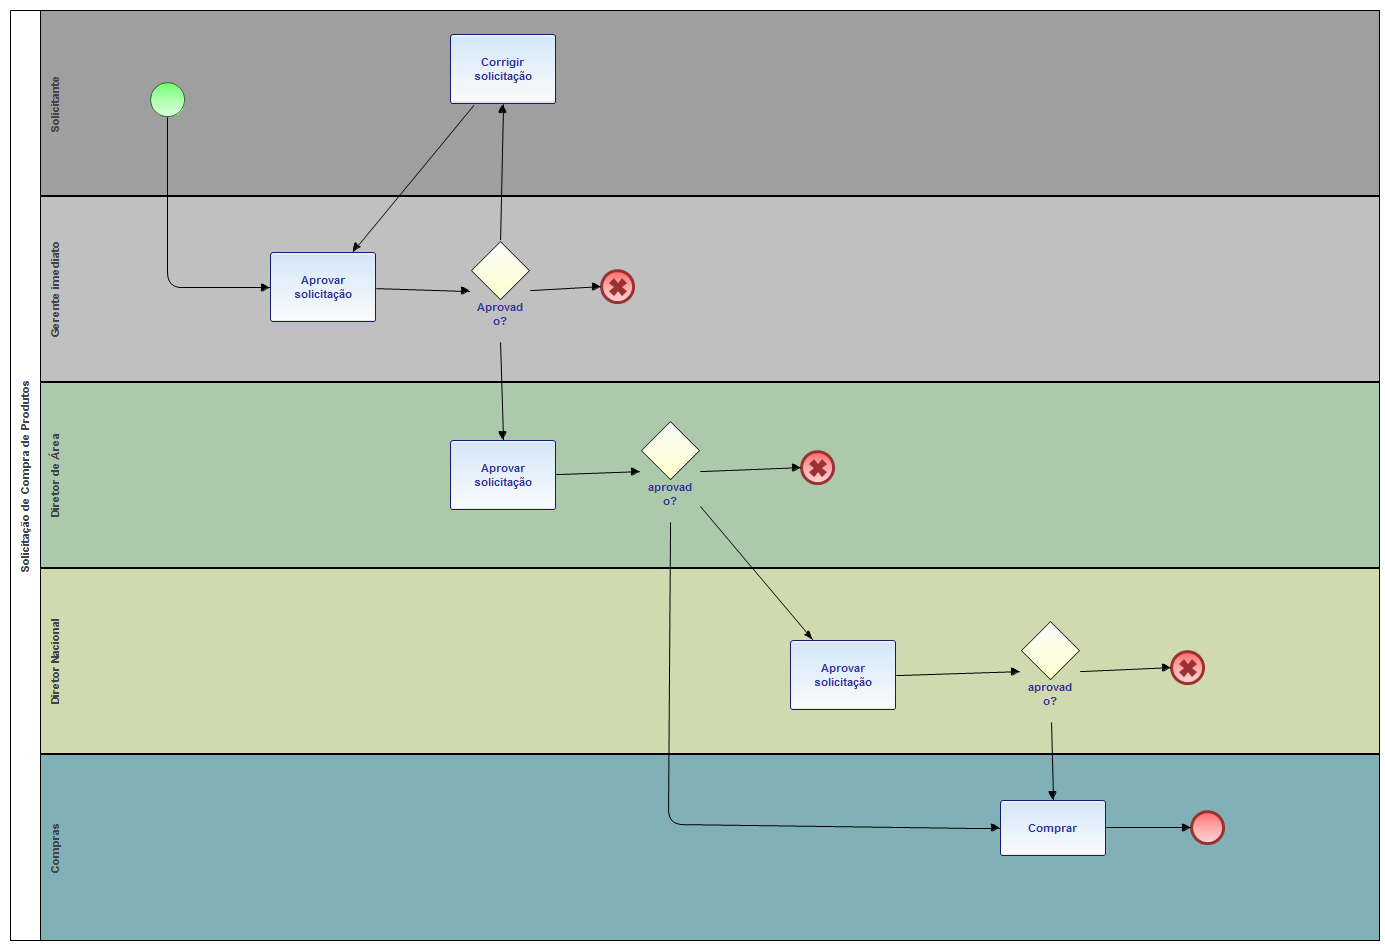 Solicitação de Compra de Produtos
Solicitante
Corrigir
solicitação
Gerente imediato
Aprovar
solicitação
Aprovad
o?
Diretor de Área
Aprovar
solicitação
aprovad
o?
Diretor Nacional
Aprovar
solicitação
aprovad
o?
Compras
Comprar